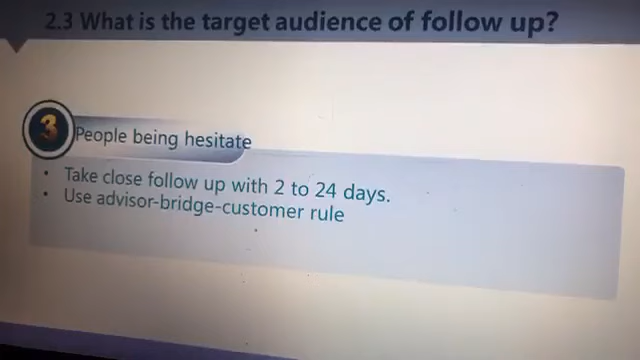 2.3 What is the target audience of follow up?
3
People being hesitate
• Take close follow up with 2 to 24 days.
• Use advisor-bridge-customer rule